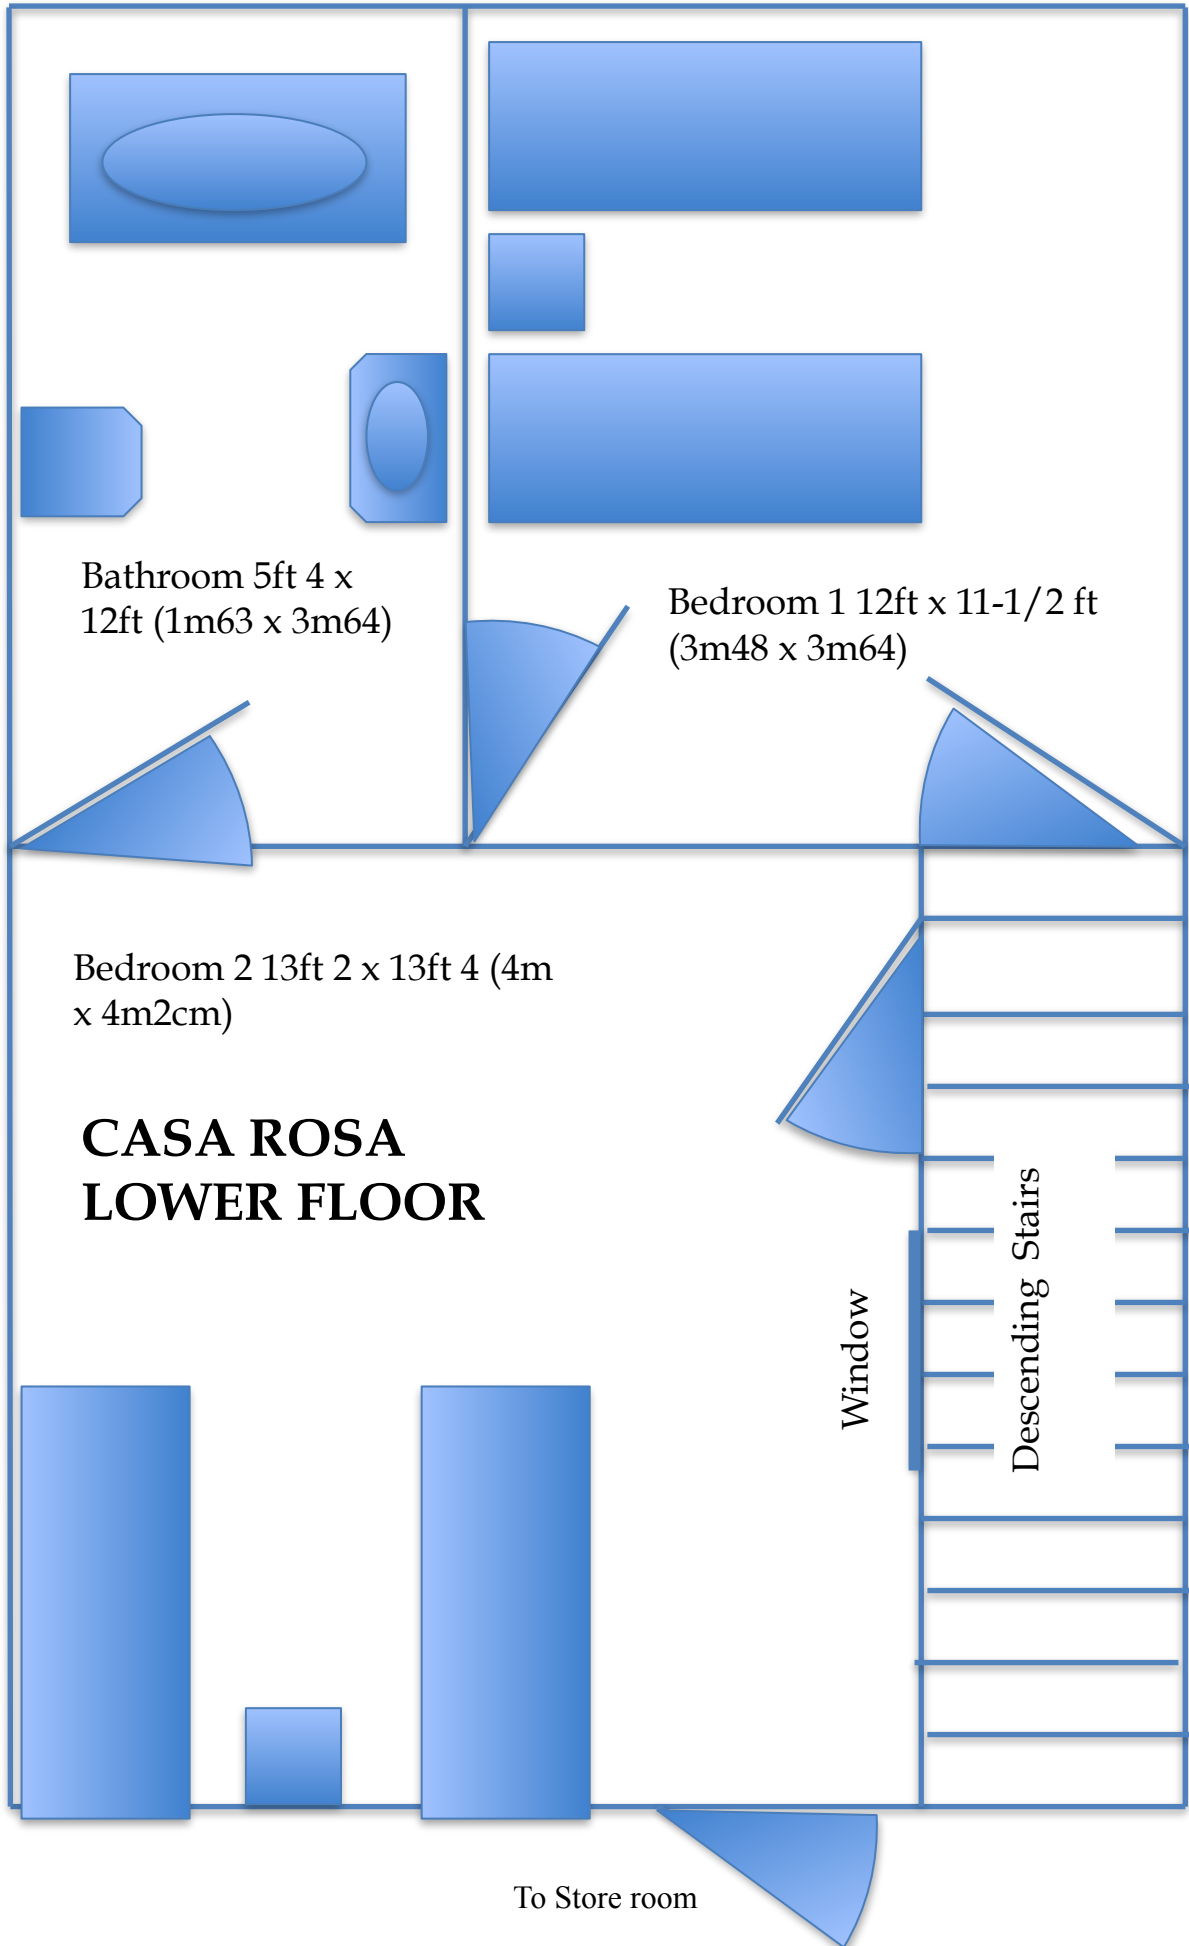 Bathroom 5ft 4 x
12ft (1m63 x 3m64)
Bedroom 1 12ft x 11-1/2 ft
(3m48 x 3m64)
Bedroom 2 13ft 2 x 13ft 4 (4m
x 4m2cm)
CASA ROSA
LOWER FLOOR
Window
Descending Stairs
To Store room